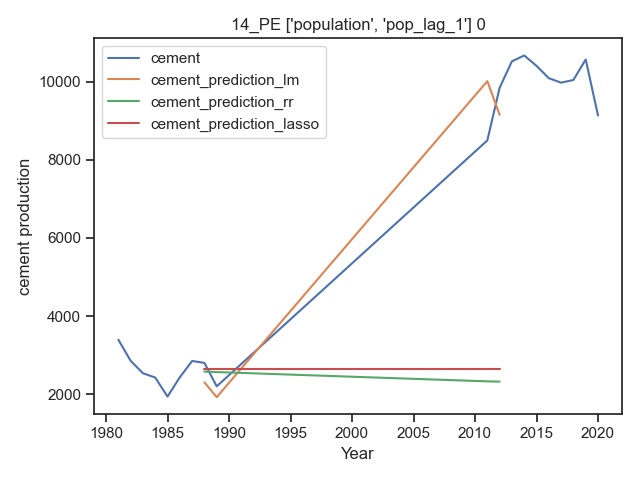 14_PE ['population', 'pop_lag_1'] 0
cement
cement_prediction_lm
cement_prediction_rr
cement_prediction_lasso
cement production
10000
8000
6000
4000
2000
1980 1985 1990 1995 2000 2005 2010 2015 2020
Year